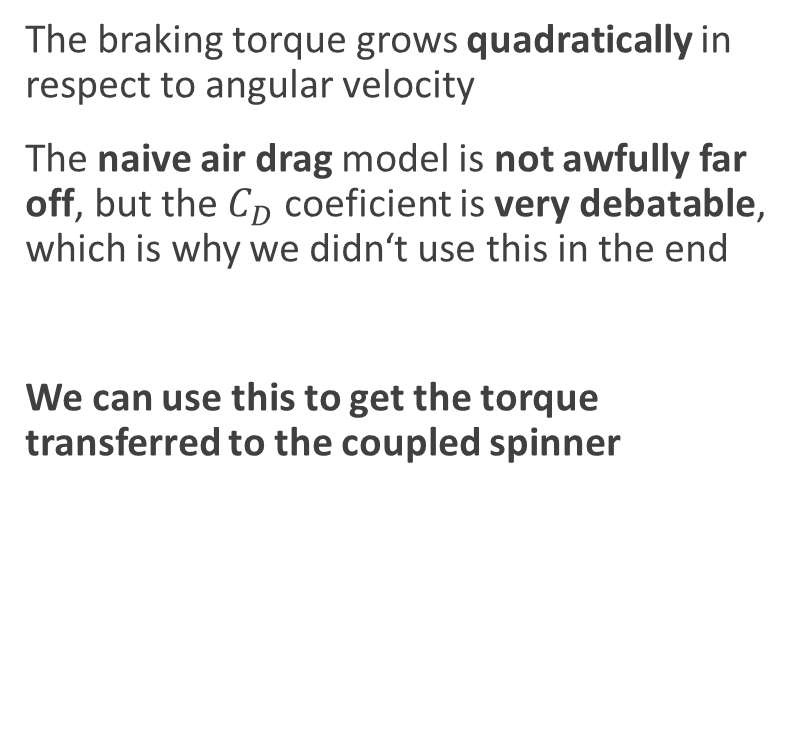 The braking torque grows quadratically in
respect to angular velocity
The naive air drag model is not awfully far
off, but the C_D coeficient is very debatable,
which is why we didn‘t use this in the end
We can use this to get the torque
transferred to the coupled spinner